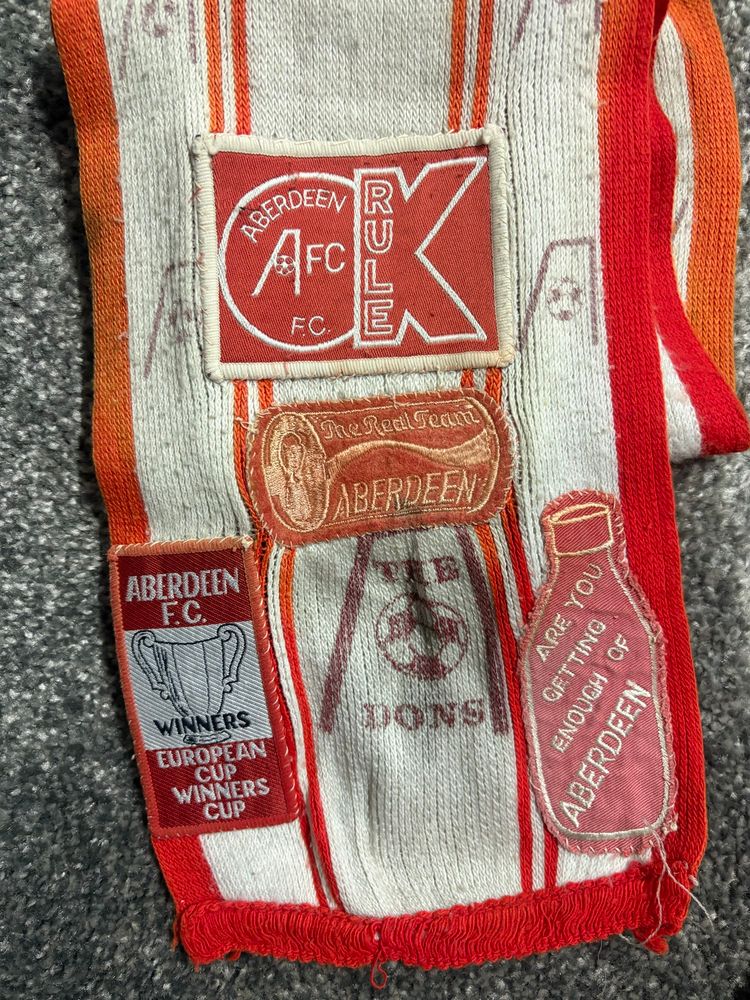 ABERDEEN
AFC
F.C.
RULE
K
The Real Team
ABERDEEN
ABERDEEN
F.C.
WINNERS
EUROPEAN
CUP
WINNERS
CUP
THE
DONS
ARE YOU
GETTING
ENOUGH OF
ABERDEEN